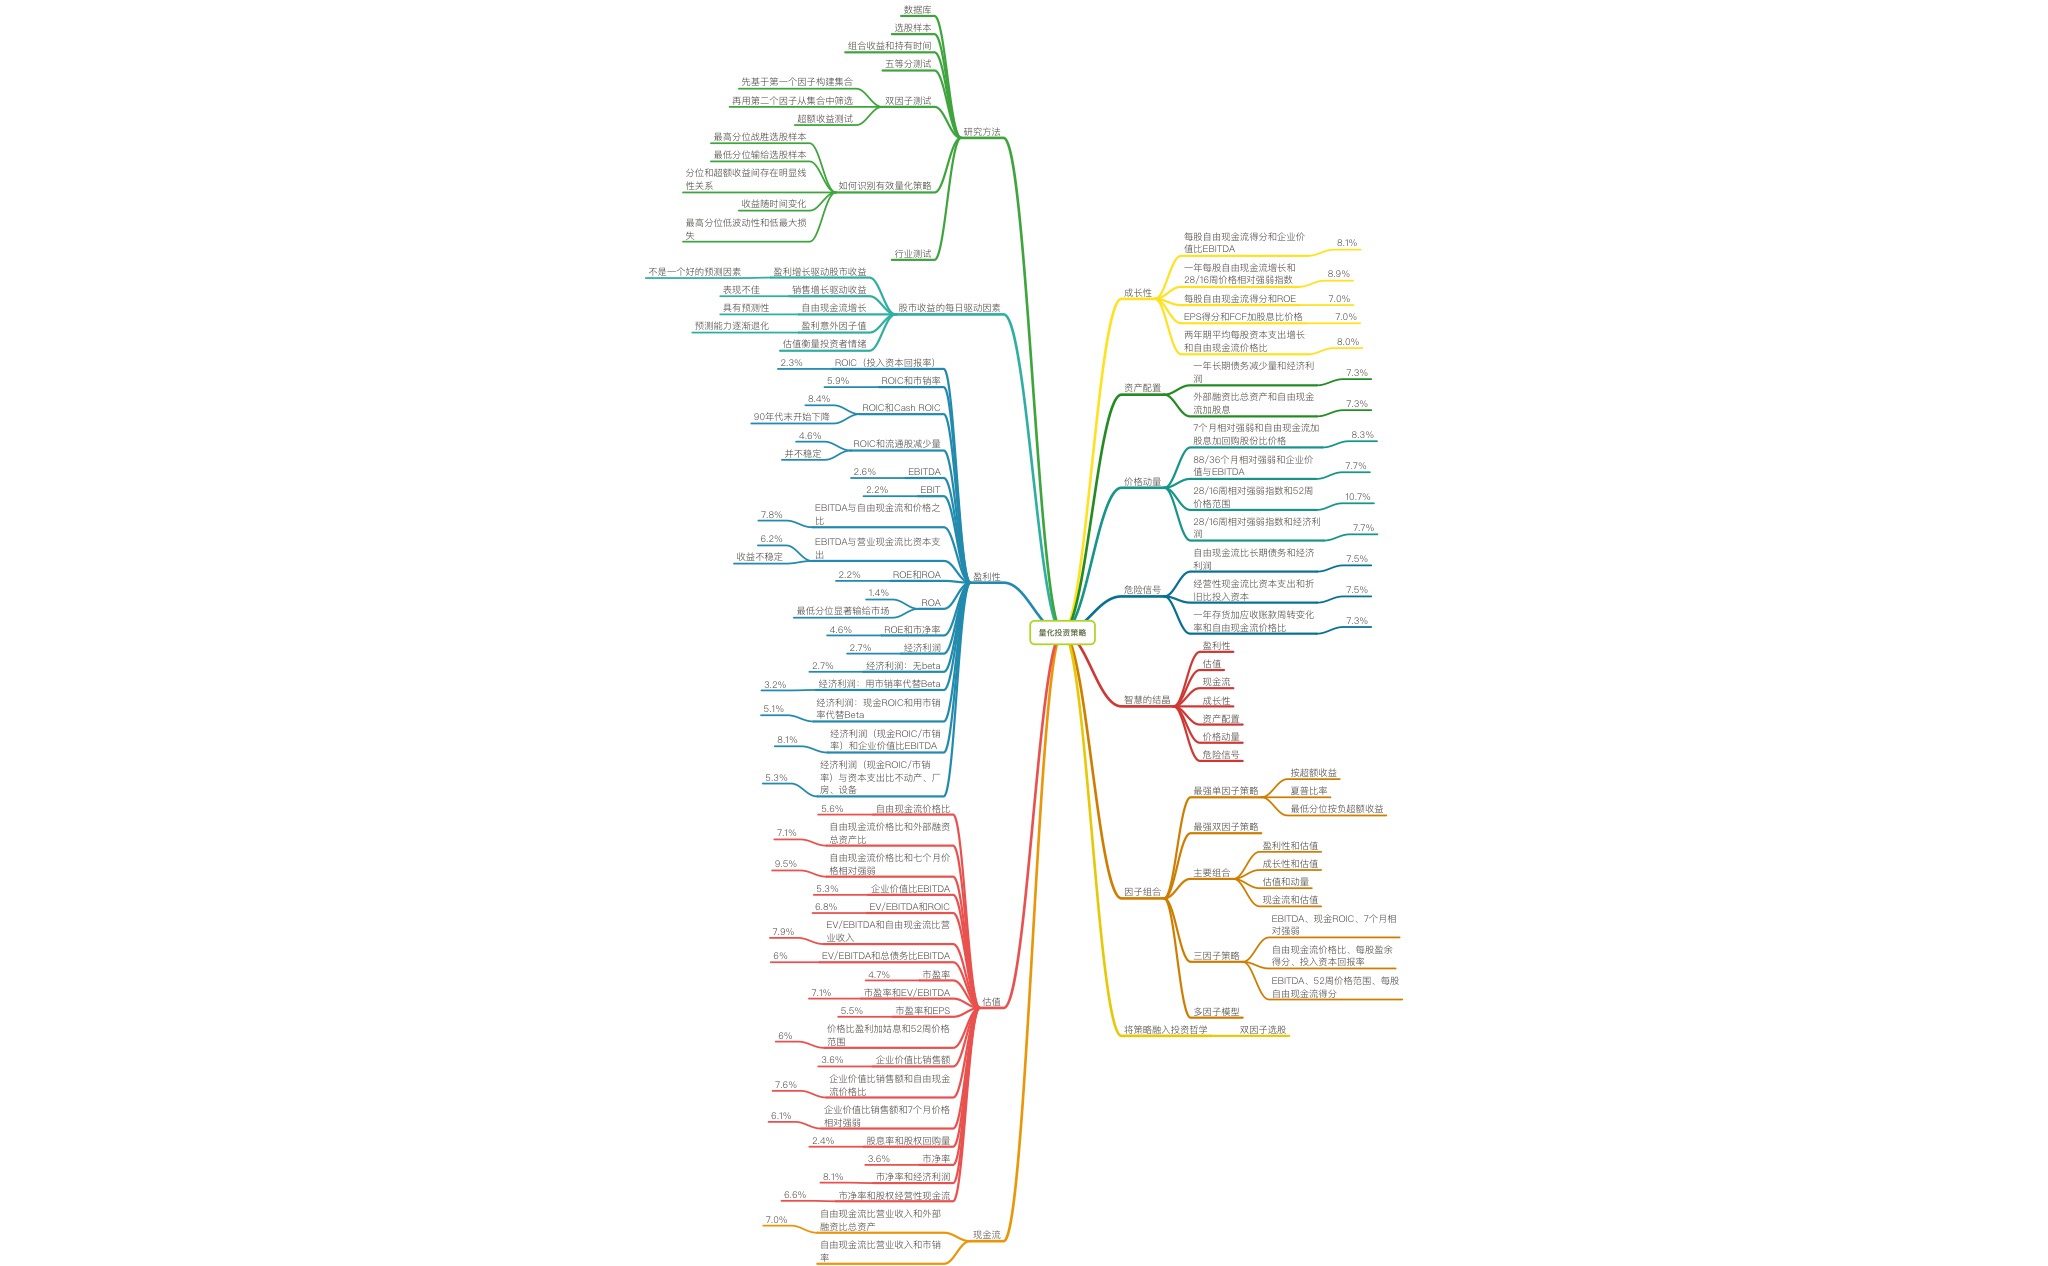 数据库
选股样本
组合收益和持有时间
五等分测试
先基于第一个因子构建集合
再用第二个因子从集合中筛选
双因子测试
超额收益测试
研究方法
最高分位战胜选股样本
最低分位输给选股样本
分位和超额收益间存在明显线
性关系
如何识别有效量化策略
收益随时间变化
最高分位低波动性和低最大损
失
行业测试
不是一个好的预测因素
盈利增长驱动股市收益
表现不佳
销售增长驱动收益
具有预测性
自由现金流增长
股市收益的每日驱动因素
预测能力逐渐退化
盈利意外因子值
估值衡量投资者情绪
2.3%
ROIC（投入资本回报率）
5.9%
ROIC和市销率
8.4%
ROIC和Cash ROIC
90年代末开始下降
4.6%
ROIC和流通股减少量
并不稳定
2.6%
EBITDA
2.2%
EBIT
7.8%
EBITDA与自由现金流和价格之
比
6.2%
EBITDA与营业现金流比资本支
出
收益不稳定
2.2%
ROE和ROA
盈利性
1.4%
ROA
最低分位显著输给市场
4.6%
ROE和市净率
2.7%
经济利润
2.7%
经济利润：无beta
3.2%
经济利润：用市销率代替Beta
5.1%
经济利润：现金ROIC和用市销
率代替Beta
8.1%
经济利润（现金ROIC/市销
率）和企业价值比EBITDA
5.3%
经济利润（现金ROIC/市销
率）与资本支出比不动产、厂
房、设备
5.6%
自由现金流价格比
7.1%
自由现金流价格比和外部融资
总资产比
9.5%
自由现金流价格比和七个月价
格相对强弱
5.3%
企业价值比EBITDA
6.8%
EV/EBITDA和ROIC
7.9%
EV/EBITDA和自由现金流比营
业收入
6%
EV/EBITDA和总债务比EBITDA
4.7%
市盈率
7.1%
市盈率和EV/EBITDA
估值
5.5%
市盈率和EPS
6%
价格比盈利加姑息和52周价格
范围
3.6%
企业价值比销售额
7.6%
企业价值比销售额和自由现金
流价格比
6.1%
企业价值比销售额和7个月价格
相对强弱
2.4%
股息率和股权回购量
3.6%
市净率
8.1%
市净率和经济利润
6.6%
市净率和股权经营性现金流
7.0%
自由现金流比营业收入和外部
融资比总资产
现金流
自由现金流比营业收入和市销
率
量化投资策略
每股自由现金流得分和企业价
值比EBITDA
8.1%
一年每股自由现金流增长和
28/16周价格相对强弱指数
8.9%
成长性
每股自由现金流得分和ROE
7.0%
EPS得分和FCF加股息比价格
7.0%
两年期平均每股资本支出增长
和自由现金流价格比
8.0%
一年长期债务减少量和经济利
润
7.3%
资产配置
外部融资比总资产和自由现金
流加股息
7.3%
7个月相对强弱和自由现金流加
股息加回购股份比价格
8.3%
88/36个月相对强弱和企业价
值与EBITDA
7.7%
价格动量
28/16周相对强弱指数和52周
价格范围
10.7%
28/16周相对强弱指数和经济利
润
7.7%
自由现金流比长期债务和经济
利润
7.5%
危险信号
经营性现金流比资本支出和折
旧比投入资本
7.5%
一年存货加应收账款周转变化
率和自由现金流价格比
7.3%
盈利性
估值
现金流
智慧的结晶
成长性
资产配置
价格动量
危险信号
按超额收益
最强单因子策略
夏普比率
最低分位按负超额收益
最强双因子策略
盈利性和估值
成长性和估值
主要组合
估值和动量
因子组合
现金流和估值
EBITDA、现金ROIC、7个月相
对强弱
三因子策略
自由现金流价格比、每股盈余
得分、投入资本回报率
EBITDA、52周价格范围、每股
自由现金流得分
多因子模型
将策略融入投资哲学
双因子选股